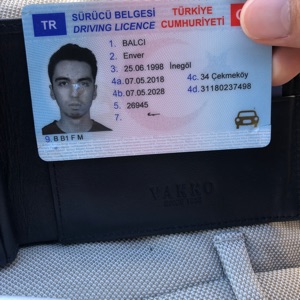 TR
SÜRÜCÜ BELGESİ TÜRKİYE
DRIVING LICENCE CUMHURİYETİ
1. BALCI
2. Enver
3. 25.06.1998 İnegöl
4a. 07.05.2018 4c. 34 Çekmeköy
4b. 07.05.2028 4d. 31180237498
5. 26945
7.
9. B B1 F M
VAKKO